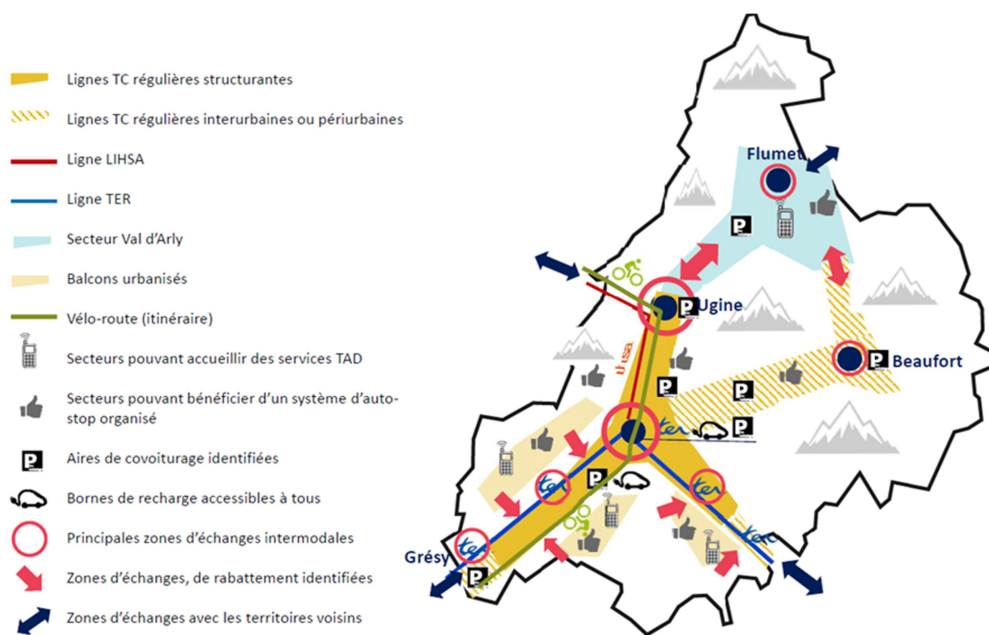 Lignes TC régulières structurantes
Lignes TC régulières interurbaines ou périurbaines
Ligne LIHSA
Ligne TER
Secteur Val d'Arly
Balcons urbanisés
Vélo-route (itinéraire)
Secteurs pouvant accueillir des services TAD
Secteurs pouvant bénéficier d'un système d'auto-
stop organisé
P
Aires de covoiturage identifiées
Bornes de recharge accessibles à tous
Principales zones d'échanges intermodales
Zones d'échanges, de rabattement identifiées
Zones d'échanges avec les territoires voisins
Flumet
P
Ugine
P
lihsa
Beaufort
P
P
P
P
ter
ter
ter
P
ter
ter
Grésy
P